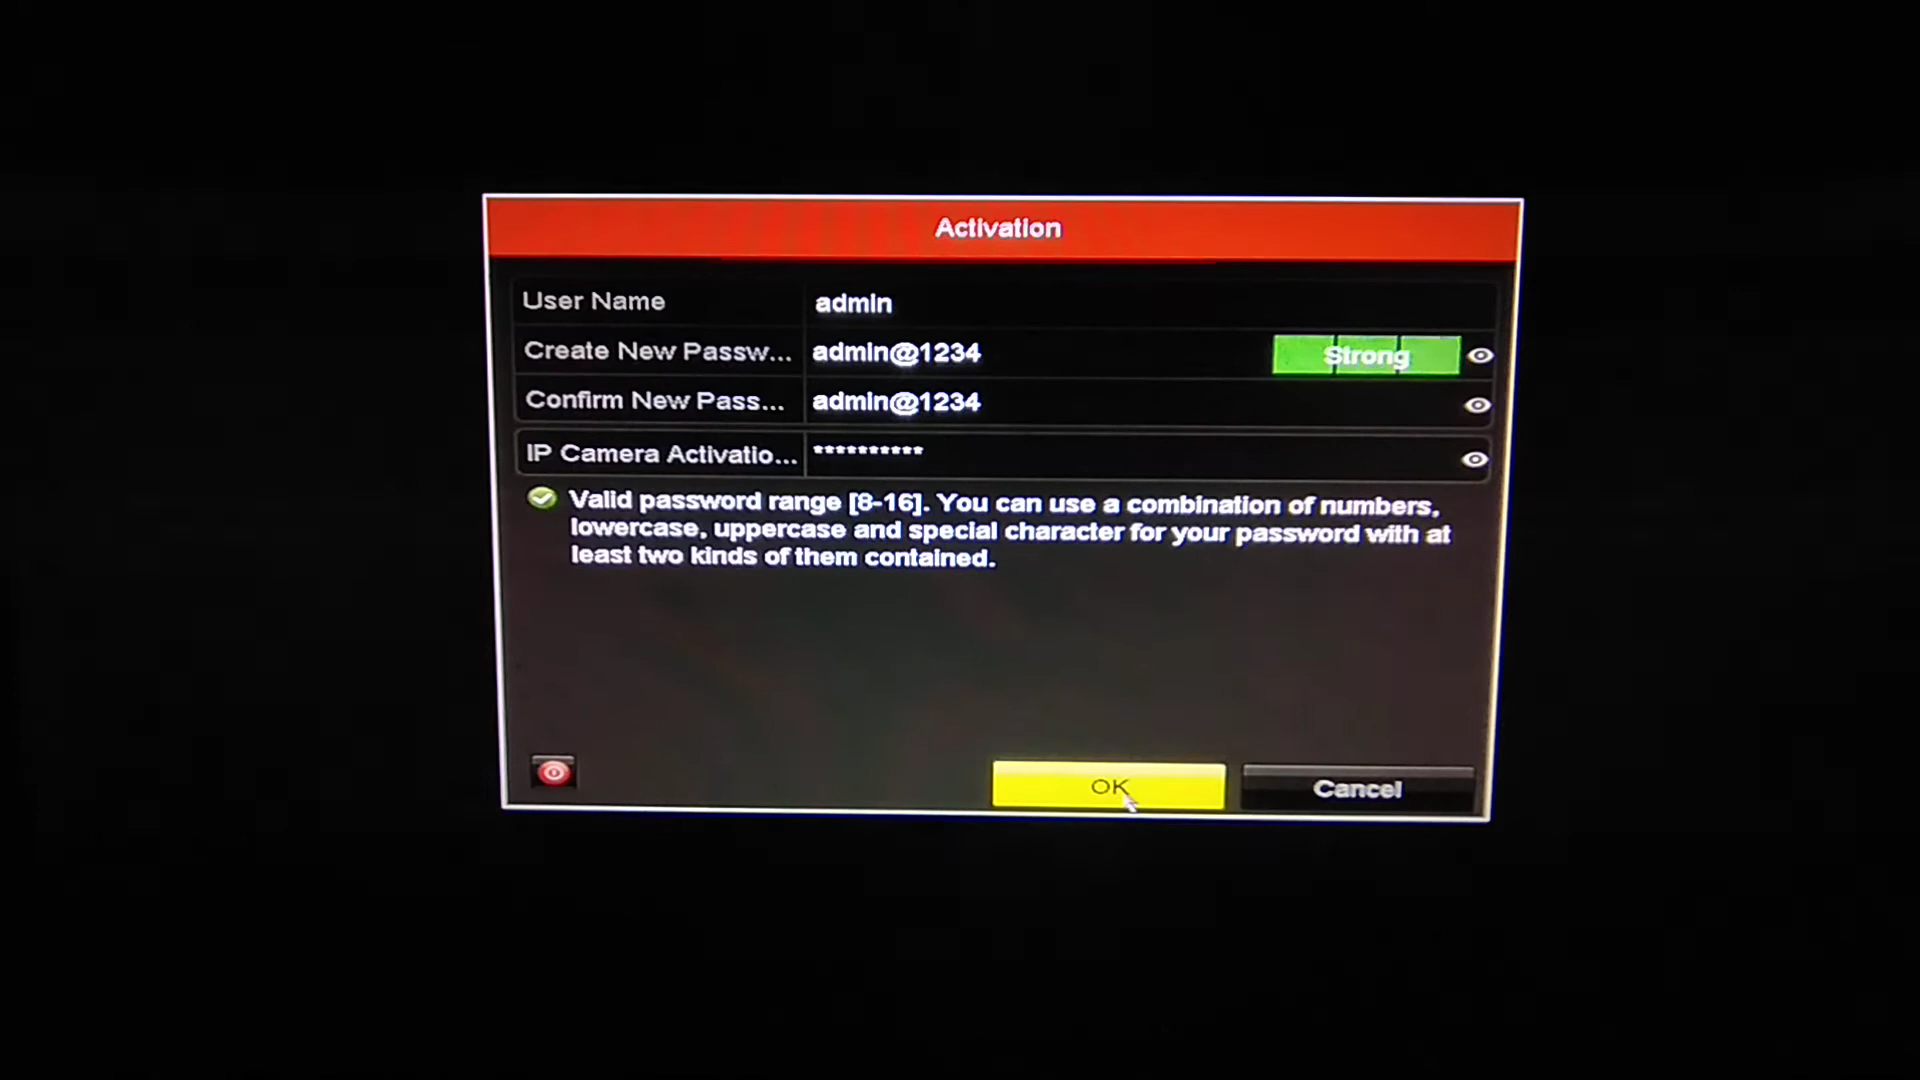 Activation
User Name admin
Create New Passw... admin@1234 Strong
Confirm New Pass... admin@1234
IP Camera Activatio... **********
Valid password range [8-16]. You can use a combination of numbers,
lowercase, uppercase and special character for your password with at
least two kinds of them contained.
OK Cancel